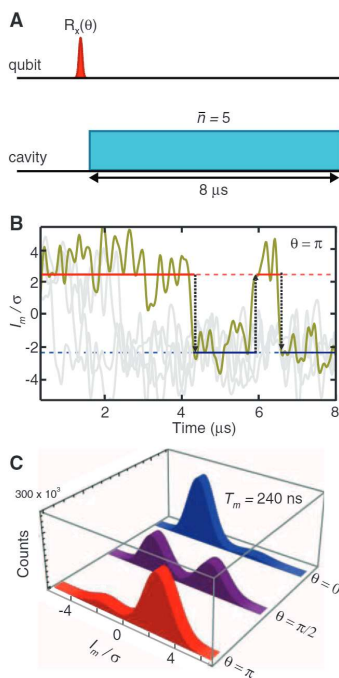 A
Rx(θ)
qubit
n̄ = 5
cavity
8 μs
B
θ = π
4
2
0
-2
-4
Im/σ
2
4
6
8
Time (μs)
C
300 x 10³
Tm = 240 ns
Counts
-4
0
4
Im/σ
θ = 0
θ = π/2
θ = π